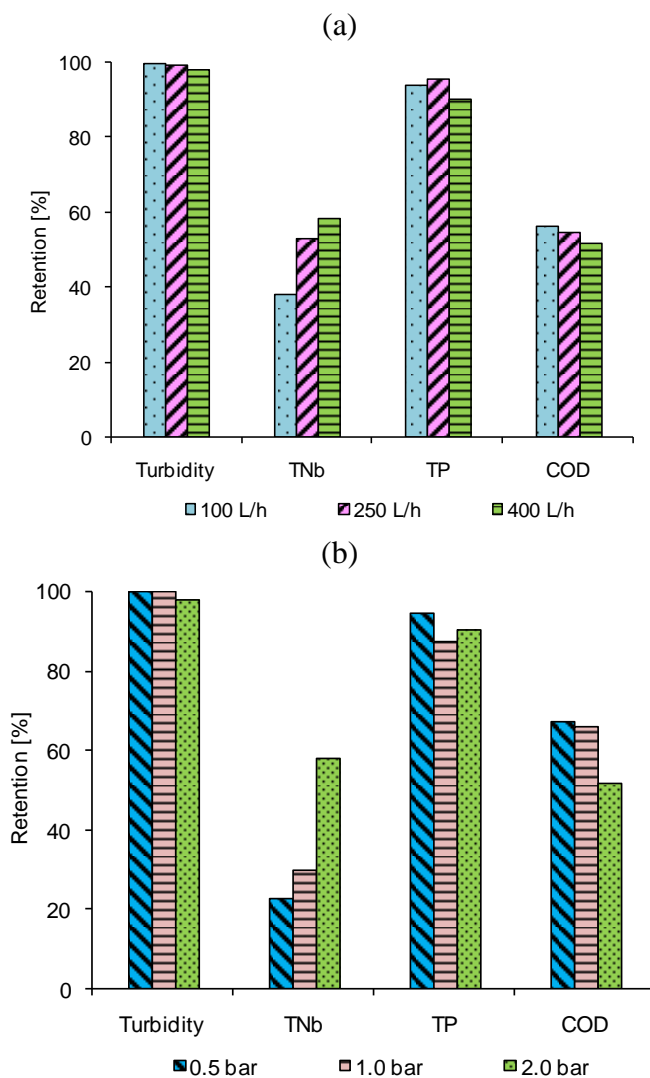 (a)
Retention [%]
100
80
60
40
20
0
Turbidity TNb TP COD
100 L/h 250 L/h 400 L/h
(b)
Retention [%]
100
80
60
40
20
0
Turbidity TNb TP COD
0.5 bar 1.0 bar 2.0 bar